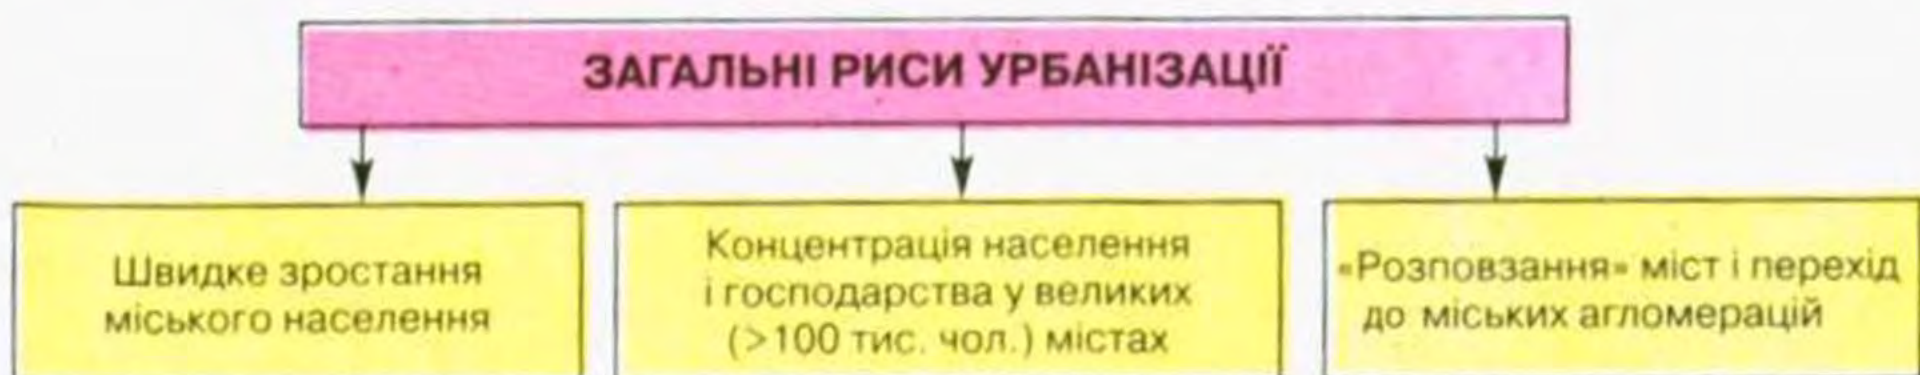 ЗАГАЛЬНІ РИСИ УРБАНІЗАЦІЇ
Швидке зростання
міського населення
Концентрація населення
і господарства у великих
(>100 тис. чол.) містах
«Розповзання» міст і перехід
до міських агломерацій